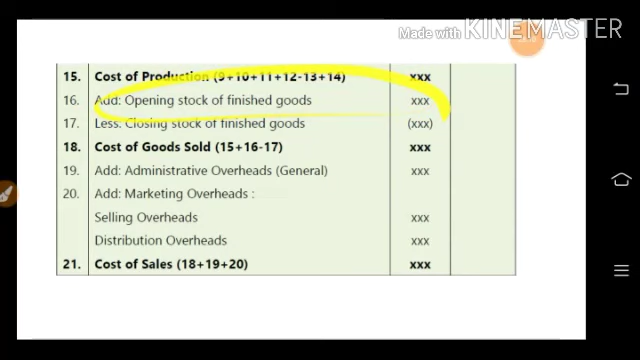 Made with KINEMASTER
15. Cost of Production (9+10+11+12-13+14) xxx
16. Add: Opening stock of finished goods xxx
17. Less: Closing stock of finished goods (xxx)
18. Cost of Goods Sold (15+16-17) xxx
19. Add: Administrative Overheads (General) xxx
20. Add: Marketing Overheads :
Selling Overheads xxx
Distribution Overheads xxx
21. Cost of Sales (18+19+20) xxx